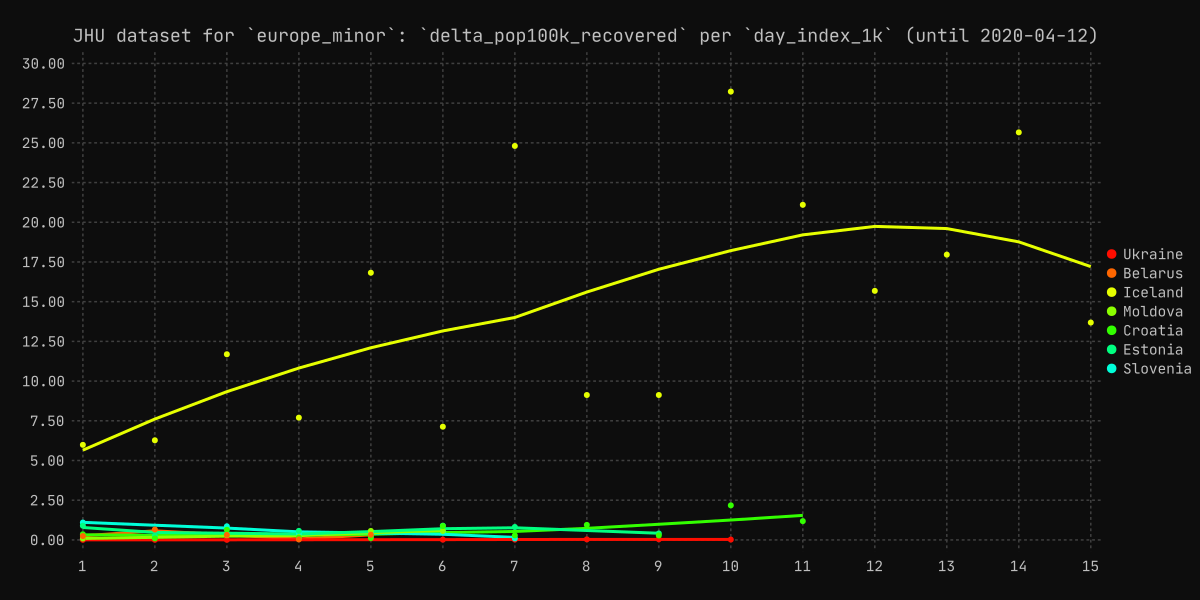 JHU dataset for `europe_minor`: `delta_pop100k_recovered` per `day_index_1k` (until 2020-04-12)
30.00
27.50
25.00
22.50
20.00
17.50
15.00
12.50
10.00
7.50
5.00
2.50
0.00
1 2 3 4 5 6 7 8 9 10 11 12 13 14 15
Ukraine
Belarus
Iceland
Moldova
Croatia
Estonia
Slovenia